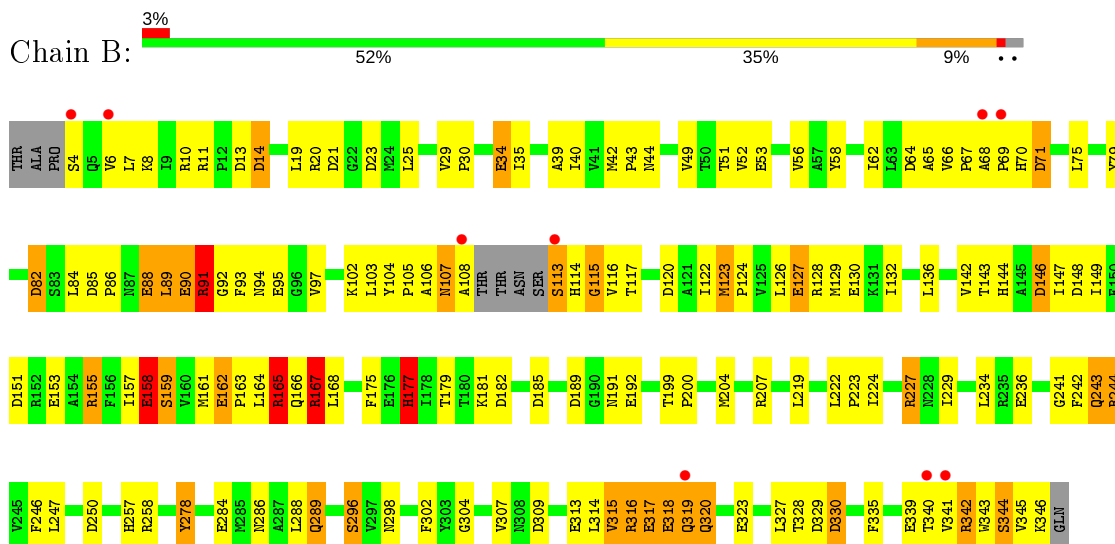 3%
Chain B:
52% 35% 9% • •
THR ALA PRO S4 Q5 V6 L7 K8 I9 R10 R11 P12 D13 D14 L19 R20 D21 G22 D23 M24 L25 V29 P30 E34 I35 A39 I40 V41 M42 P43 N44 V49 T50 T51 V52 E53 V56 A57 Y58 I62 L63 D64 A65 V66 P67 A68 P69 H70 D71 L75 Y79
D82 S83 L84 D85 P86 N87 E88 L89 E90 R91 G92 F93 N94 E95 G96 V97 K102 L103 P104 P105 A106 N107 A108 THR THR ASN SER S113 H114 G115 V116 T117 D120 A121 I122 M123 P124 V125 L126 E127 R128 M129 E130 K131 I132 L136 V142 T143 H144 A145 D146 I147 D148 I149 F150
D151 R152 E153 A154 R155 F156 I157 E158 S159 V160 M161 E162 P163 L164 R165 Q166 R167 L168 F175 E176 H177 I178 T179 T180 K181 D182 D185 D189 G190 N191 E192 T199 P200 M204 R207 L219 L222 P223 I224 R227 N228 I229 L234 R235 E236 G241 F242 Q243 R244
V245 F246 L247 D250 H257 R258 Y278 E284 M285 N286 A287 L288 Q289 S296 V297 N298 F302 Y303 G304 V307 N308 D309 E313 L314 V315 R316 E317 E318 Q319 Q320 E323 L327 T328 D329 D330 F335 E339 T340 V341 R342 W343 S344 V345 K346 GLN